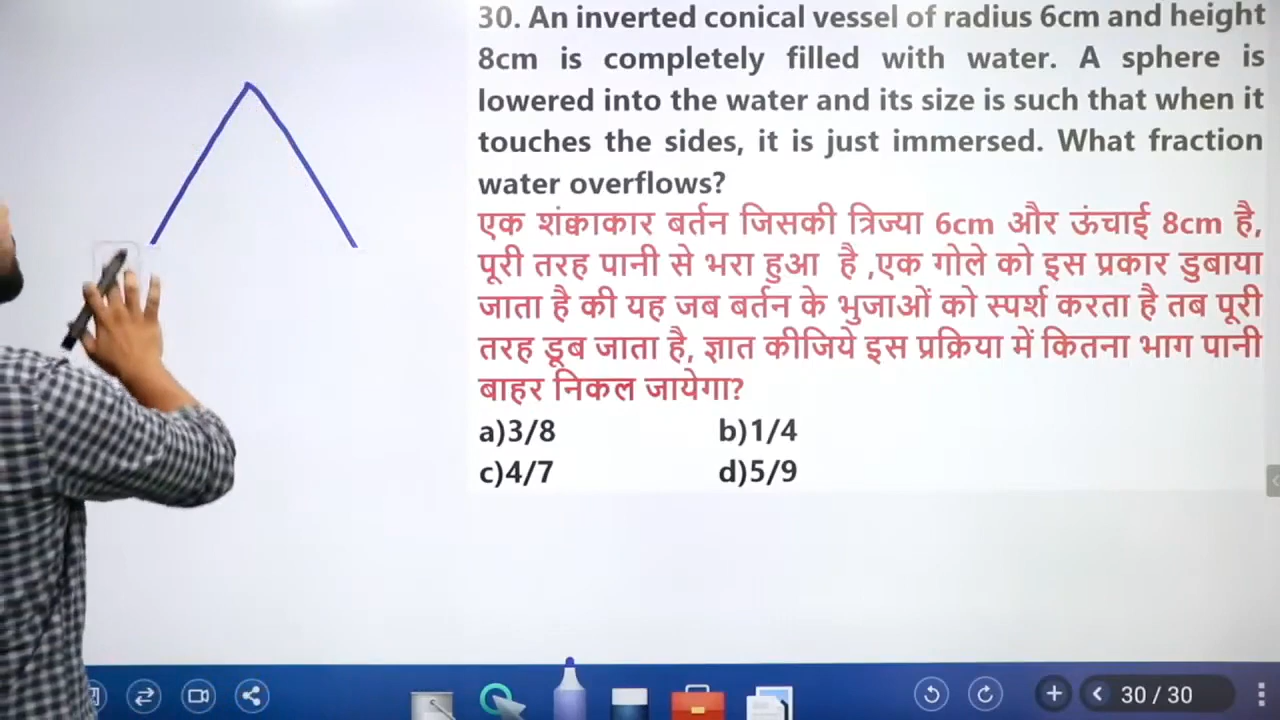 30. An inverted conical vessel of radius 6cm and height
8cm is completely filled with water. A sphere is
lowered into the water and its size is such that when it
touches the sides, it is just immersed. What fraction
water overflows?
एक शंक्वाकार बर्तन जिसकी त्रिज्या 6cm और ऊंचाई 8cm है,
पूरी तरह पानी से भरा हुआ है ,एक गोले को इस प्रकार डुबाया
जाता है की यह जब बर्तन के भुजाओं को स्पर्श करता है तब पूरी
तरह डूब जाता है, ज्ञात कीजिये इस प्रक्रिया में कितना भाग पानी
बाहर निकल जायेगा?
a)3/8 b)1/4
c)4/7 d)5/9
30 / 30